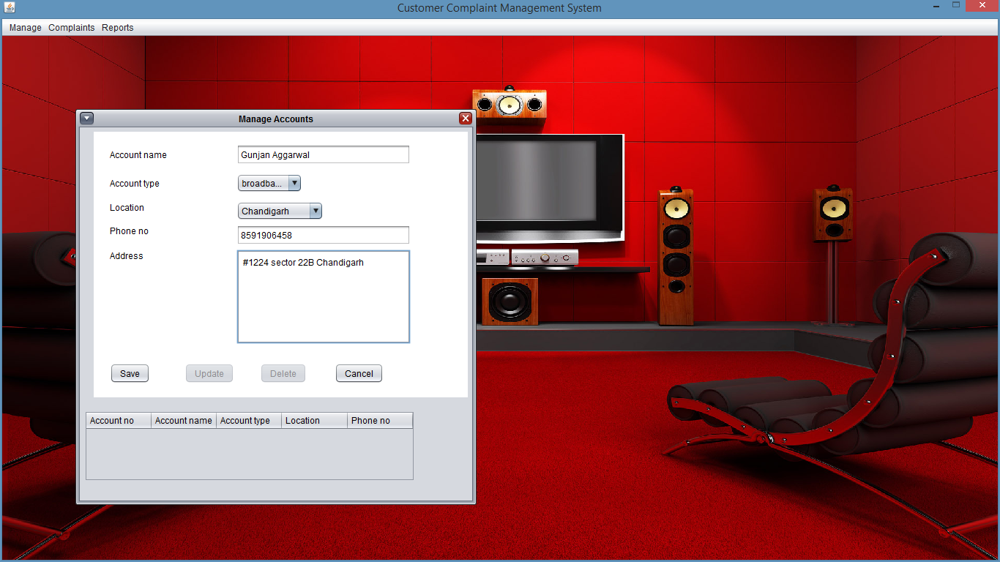 Customer Complaint Management System
Manage Complaints Reports
Manage Accounts
Account name Gunjan Aggarwal
Account type broadba...
Location Chandigarh
Phone no 8591906458
Address #1224 sector 22B Chandigarh
Save Update Delete Cancel
Account no Account name Account type Location Phone no